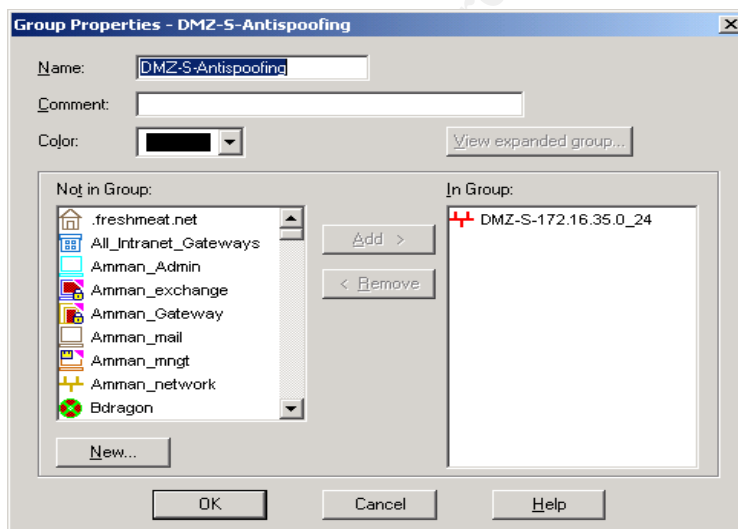 Group Properties - DMZ-S-Antispoofing
Name: DMZ-S-Antispoofing
Comment:
Color:
View expanded group...
Not in Group:
.freshmeat.net
All_Intranet_Gateways
Amman_Admin
Amman_exchange
Amman_Gateway
Amman_mail
Amman_mngt
Amman_network
Bdragon
New...
Add >
< Remove
In Group:
DMZ-S-172.16.35.0_24
OK Cancel Help